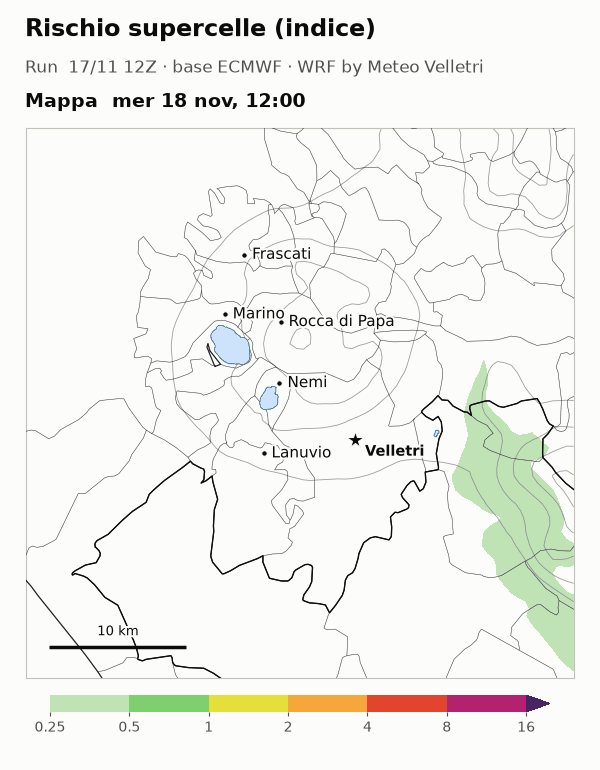 Rischio supercelle (indice)
Run  17/11 12Z · base ECMWF · WRF by Meteo Velletri
Mappa  mer 18 nov, 12:00
Frascati
Marino
Rocca di Papa
Nemi
Velletri
Lanuvio
10 km
0.25 0.5 1 2 4 8 16